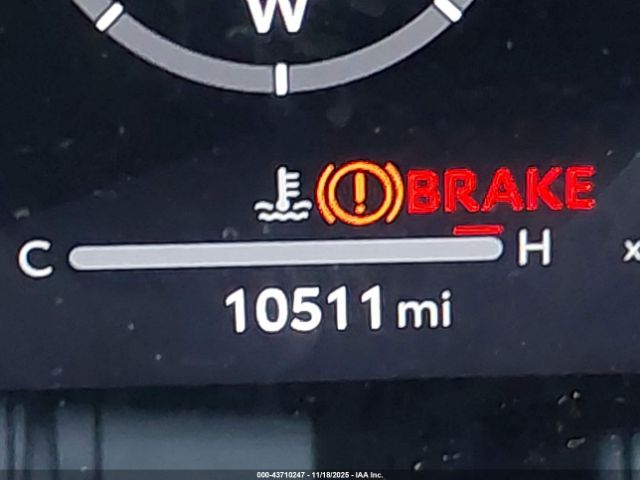 W
BRAKE
C H x
10511 mi
000-43710247 - 11/18/2025 - IAA Inc.